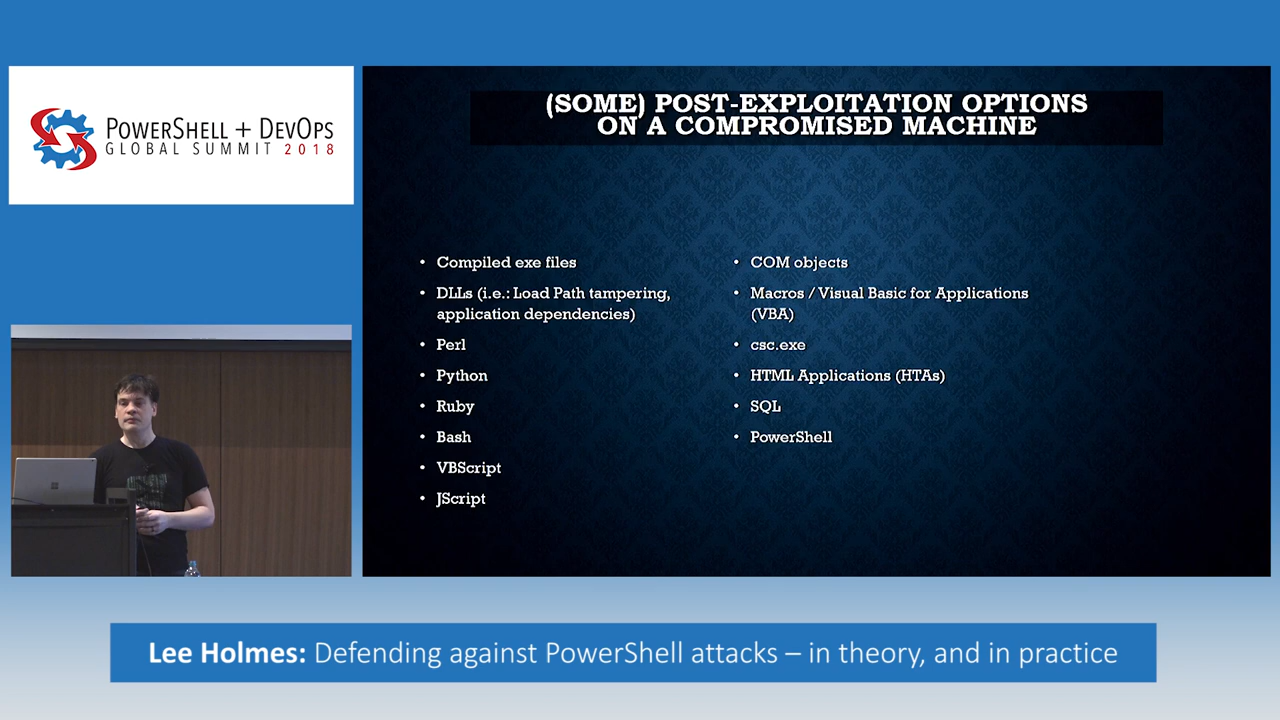 POWERSHELL + DEVOPS
GLOBAL SUMMIT 2018
(SOME) POST-EXPLOITATION OPTIONS
ON A COMPROMISED MACHINE
• Compiled exe files
• DLLs (i.e.: Load Path tampering,
application dependencies)
• Perl
• Python
• Ruby
• Bash
• VBScript
• JScript
• COM objects
• Macros / Visual Basic for Applications
(VBA)
• csc.exe
• HTML Applications (HTAs)
• SQL
• PowerShell
Lee Holmes: Defending against PowerShell attacks – in theory, and in practice